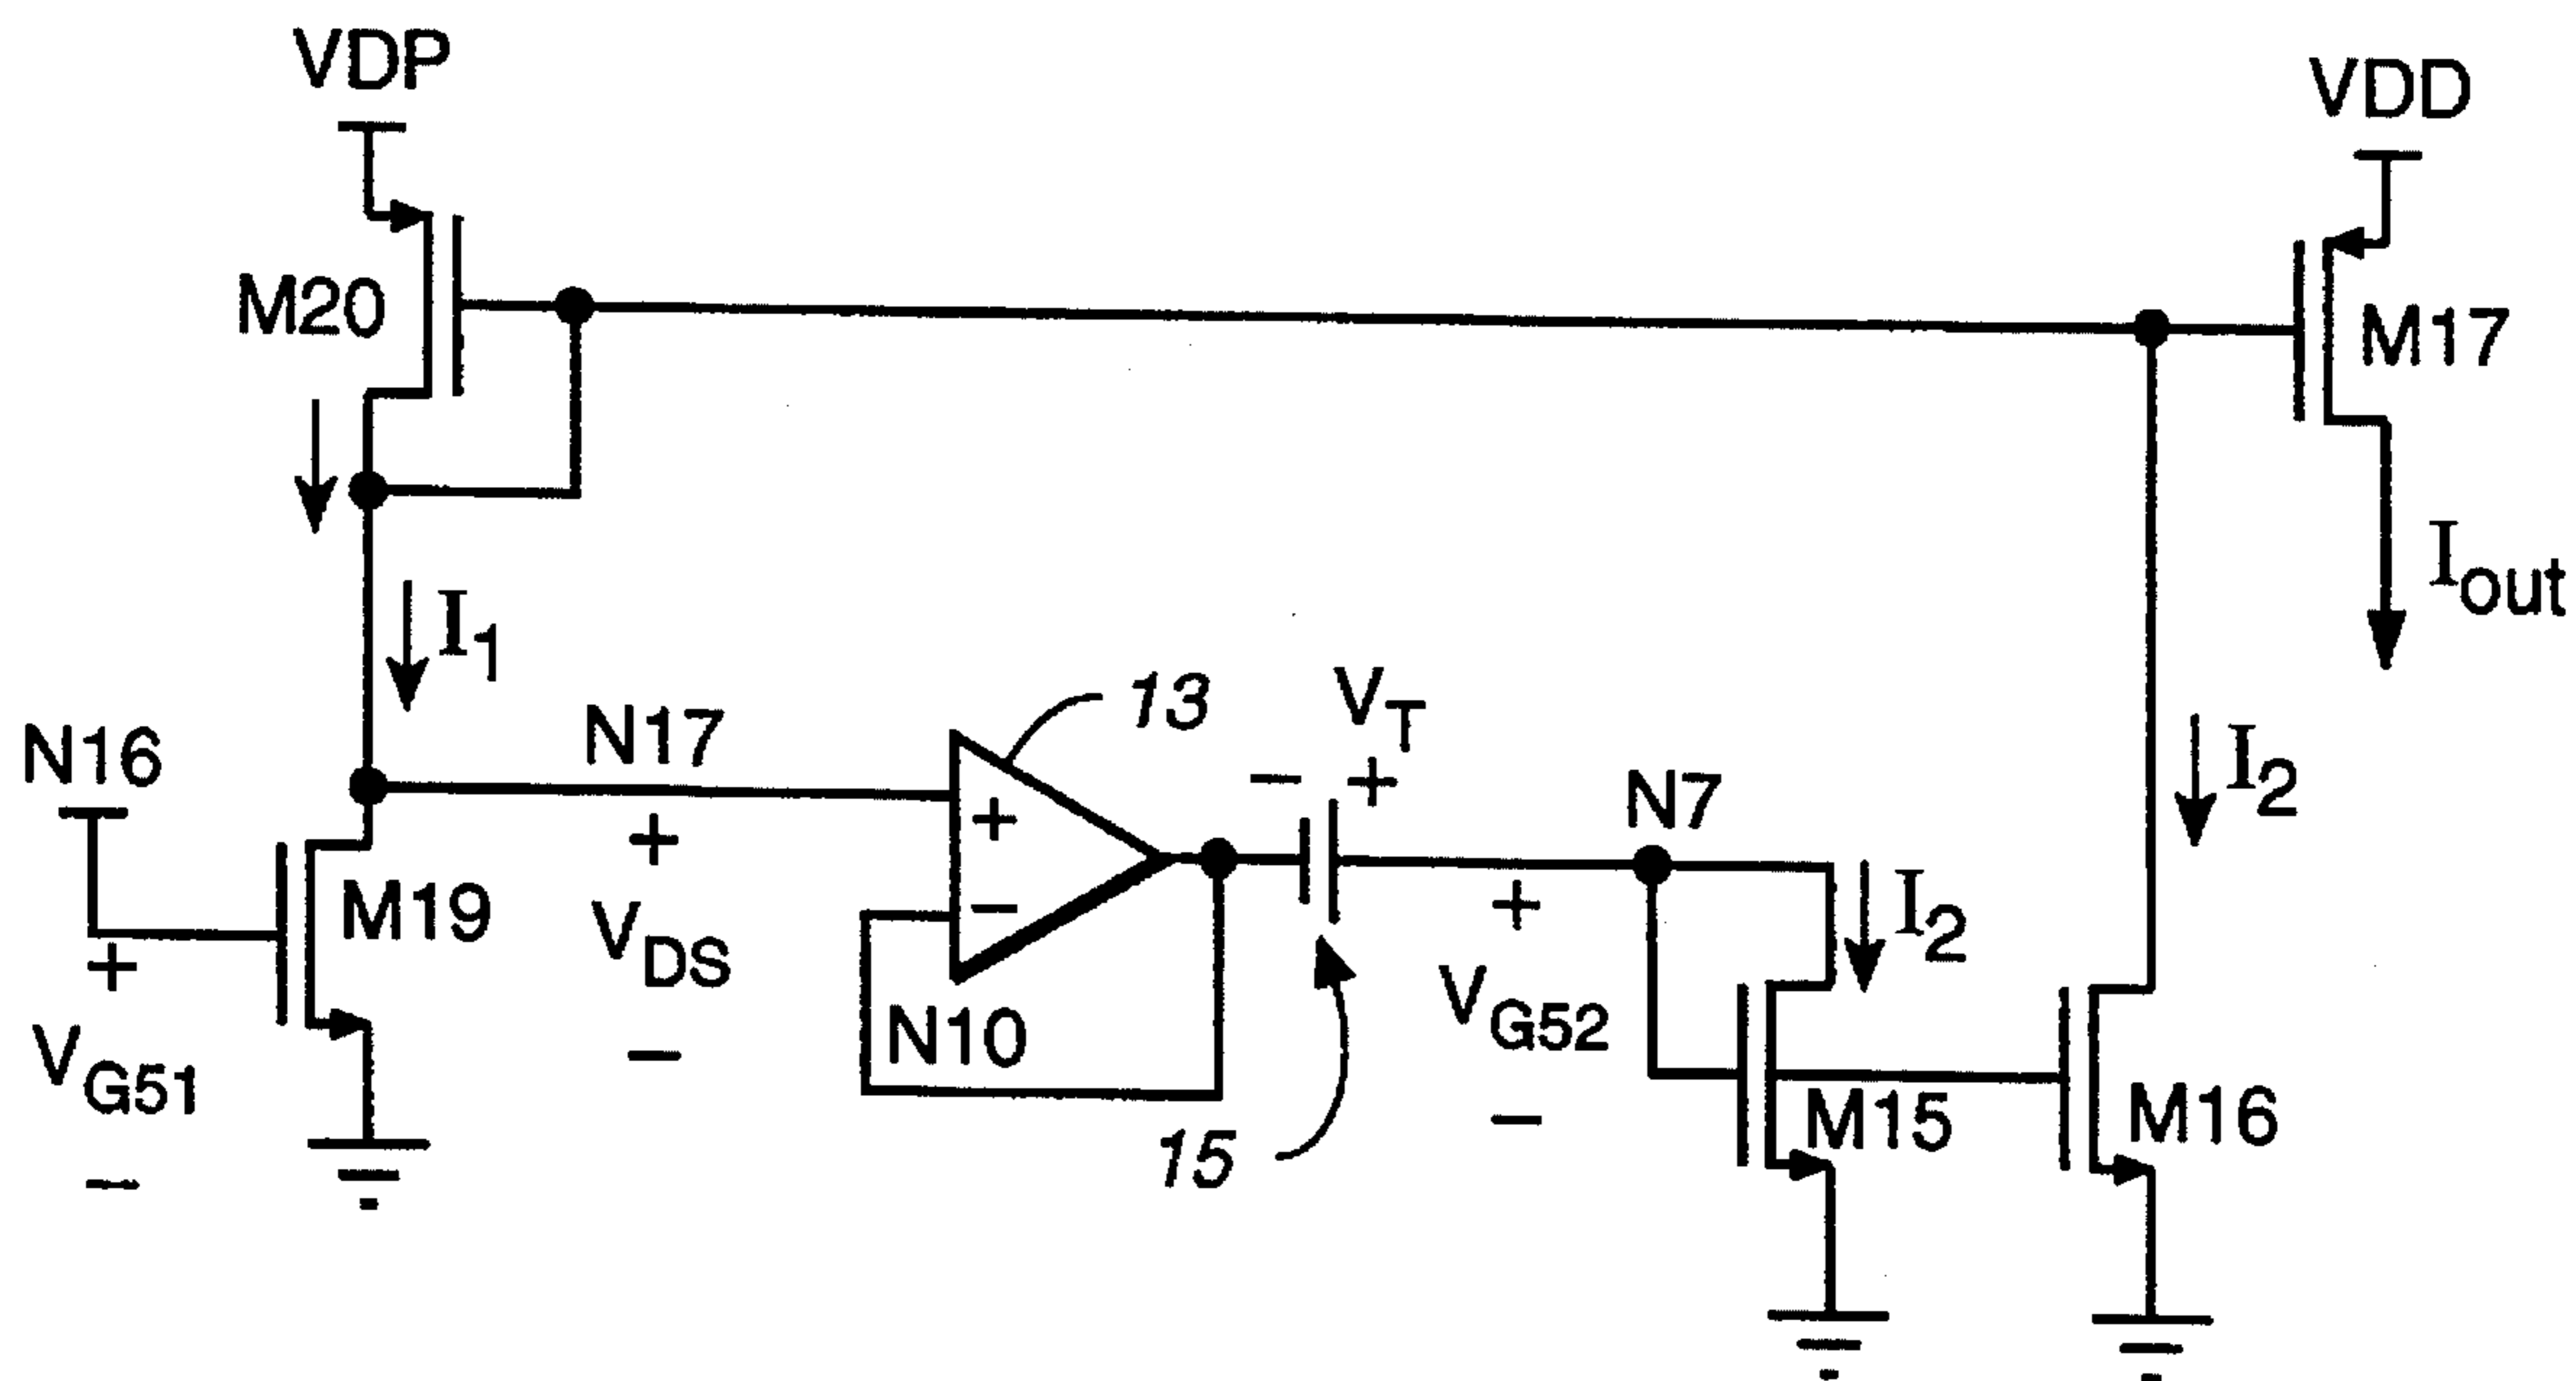 VDP
VDD
M20
M17
I1
Iout
N16
N17
13
VT
- +
N7
I2
I2
M19
+
VDS
-
+
-
N10
+
VG52
-
+
VG51
-
15
M15
M16